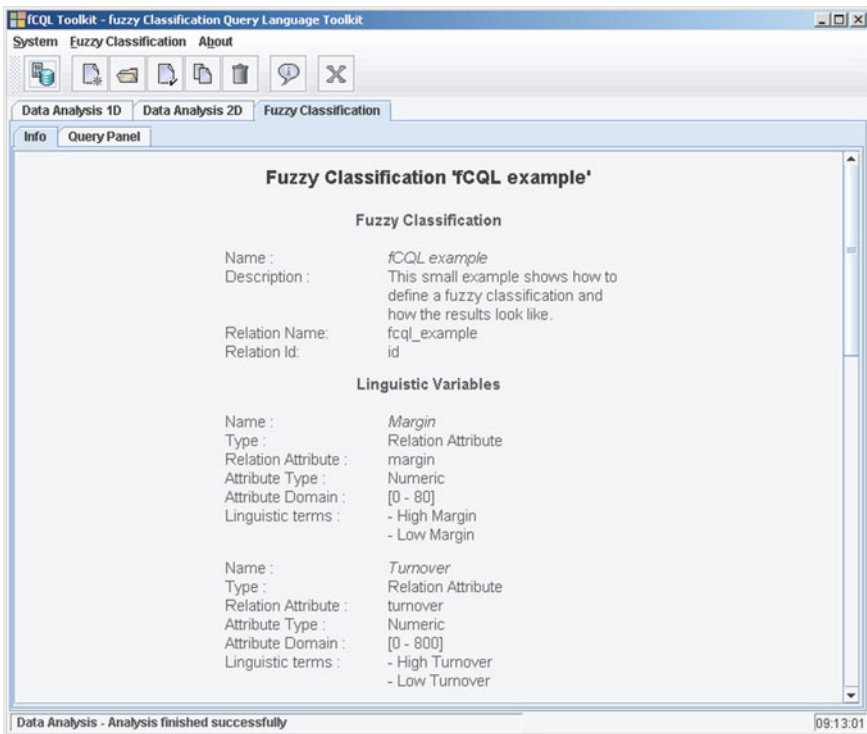 fCQL Toolkit - fuzzy Classification Query Language Toolkit
System Fuzzy Classification About
Data Analysis 1D Data Analysis 2D Fuzzy Classification
Info Query Panel
Fuzzy Classification 'fCQL example'
Fuzzy Classification
Name : fCQL example
Description : This small example shows how to
define a fuzzy classification and
how the results look like.
Relation Name: fcql_example
Relation Id: id
Linguistic Variables
Name : Margin
Type : Relation Attribute
Relation Attribute : margin
Attribute Type : Numeric
Attribute Domain : [0 - 80]
Linguistic terms : - High Margin
- Low Margin
Name : Turnover
Type : Relation Attribute
Relation Attribute : turnover
Attribute Type : Numeric
Attribute Domain : [0 - 800]
Linguistic terms : - High Turnover
- Low Turnover
Data Analysis - Analysis finished successfully 09:13:01